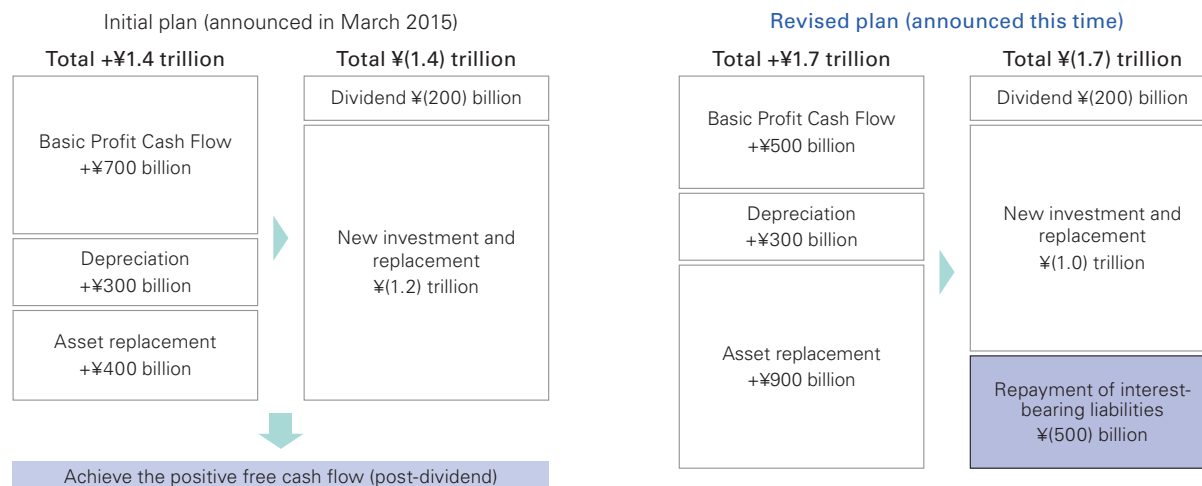 Initial plan (announced in March 2015)
Total +¥1.4 trillion
Basic Profit Cash Flow
+¥700 billion
Depreciation
+¥300 billion
Asset replacement
+¥400 billion
Total ¥(1.4) trillion
Dividend ¥(200) billion
New investment and
replacement
¥(1.2) trillion
Achieve the positive free cash flow (post-dividend)
Revised plan (announced this time)
Total +¥1.7 trillion
Basic Profit Cash Flow
+¥500 billion
Depreciation
+¥300 billion
Asset replacement
+¥900 billion
Total ¥(1.7) trillion
Dividend ¥(200) billion
New investment and
replacement
¥(1.0) trillion
Repayment of interest-
bearing liabilities
¥(500) billion